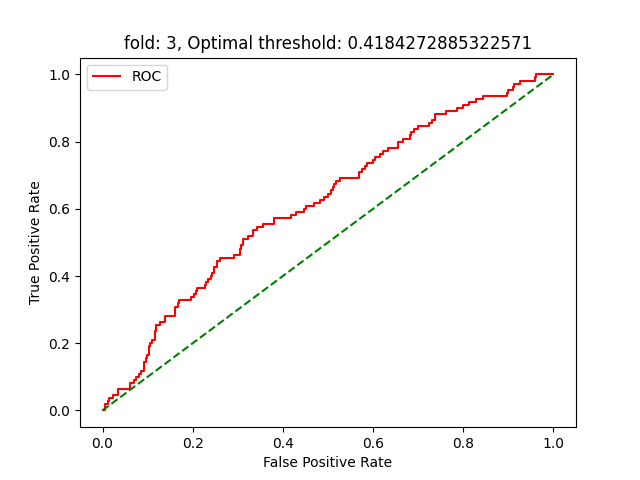 fold: 3, Optimal threshold: 0.4184272885322571
ROC
1.0
0.8
0.6
0.4
0.2
0.0
True Positive Rate
0.0 0.2 0.4 0.6 0.8 1.0
False Positive Rate